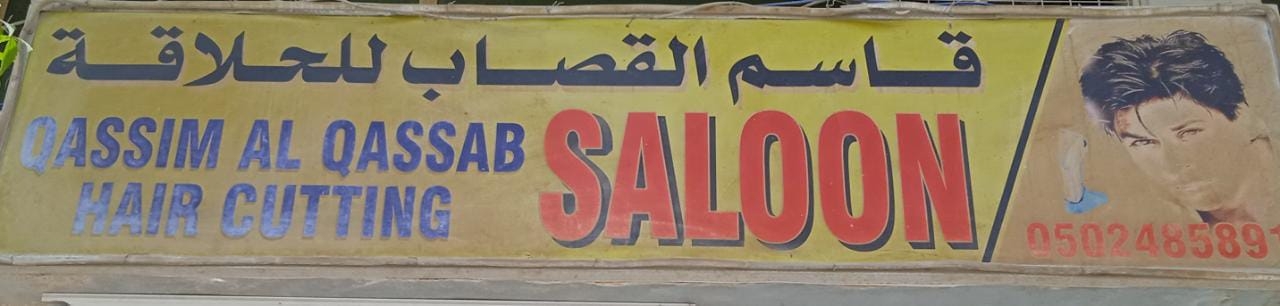 قاسم القصاب للحلاقة
QASSIM AL QASSAB
HAIR CUTTING
SALOON
0502485891